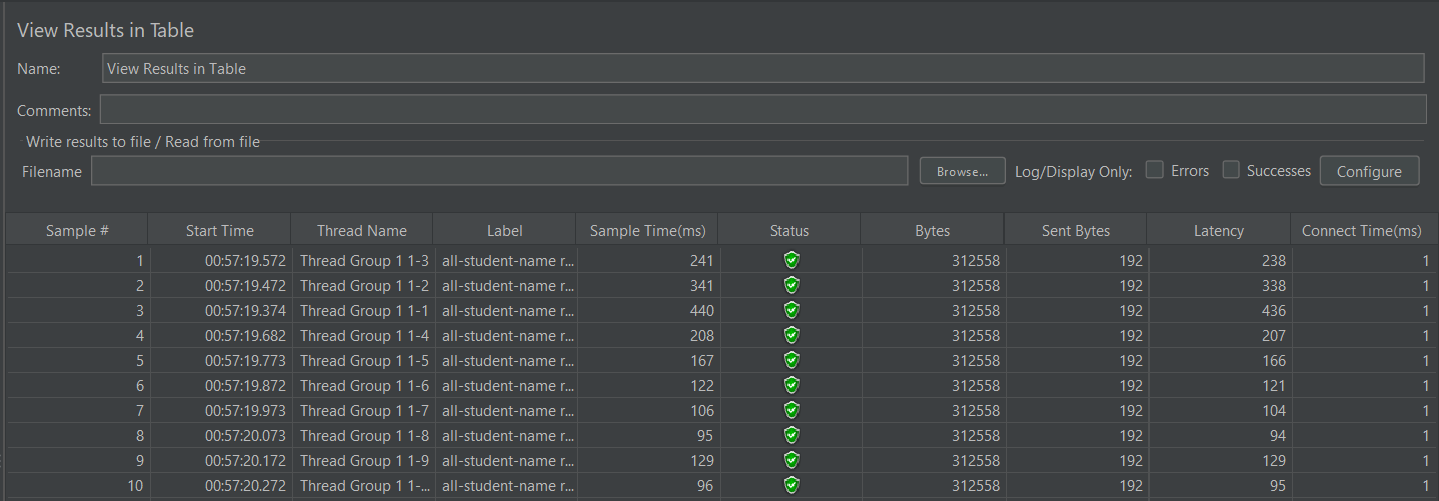 View Results in Table
Name: View Results in Table
Comments:
Write results to file / Read from file
Filename Browse... Log/Display Only: Errors Successes Configure
Sample # Start Time Thread Name Label Sample Time(ms) Status Bytes Sent Bytes Latency Connect Time(ms)
1 00:57:19.572 Thread Group 1 1-3 all-student-name r... 241 312558 192 238 1
2 00:57:19.472 Thread Group 1 1-2 all-student-name r... 341 312558 192 338 1
3 00:57:19.374 Thread Group 1 1-1 all-student-name r... 440 312558 192 436 1
4 00:57:19.682 Thread Group 1 1-4 all-student-name r... 208 312558 192 207 1
5 00:57:19.773 Thread Group 1 1-5 all-student-name r... 167 312558 192 166 1
6 00:57:19.872 Thread Group 1 1-6 all-student-name r... 122 312558 192 121 1
7 00:57:19.973 Thread Group 1 1-7 all-student-name r... 106 312558 192 104 1
8 00:57:20.073 Thread Group 1 1-8 all-student-name r... 95 312558 192 94 1
9 00:57:20.172 Thread Group 1 1-9 all-student-name r... 129 312558 192 129 1
10 00:57:20.272 Thread Group 1 1-... all-student-name r... 96 312558 192 95 1